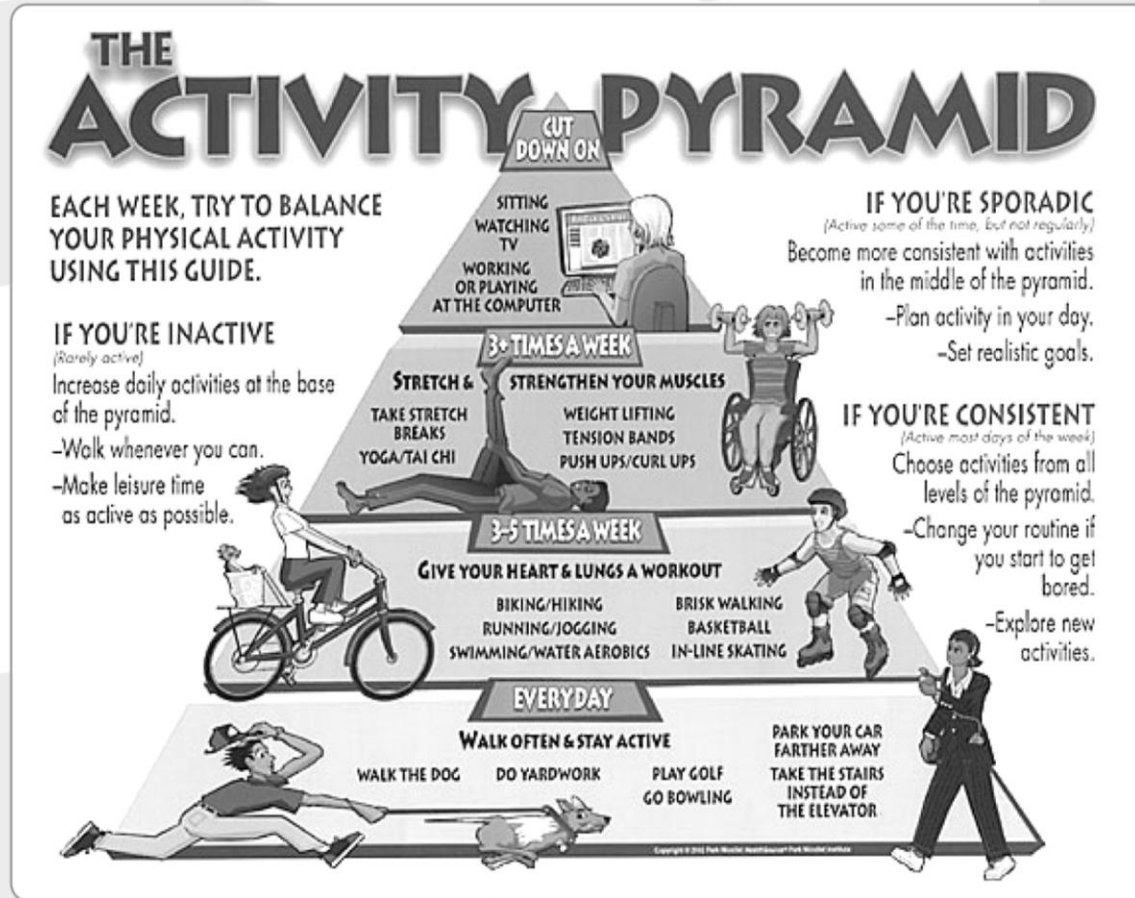 THE
ACTIVITY PYRAMID
EACH WEEK, TRY TO BALANCE
YOUR PHYSICAL ACTIVITY
USING THIS GUIDE.
IF YOU'RE INACTIVE
(Rarely active)
Increase daily activities at the base
of the pyramid.
–Walk whenever you can.
–Make leisure time
as active as possible.
CUT
DOWN ON
SITTING
WATCHING
TV
WORKING
OR PLAYING
AT THE COMPUTER
IF YOU'RE SPORADIC
(Active some of the time, but not regularly)
Become more consistent with activities
in the middle of the pyramid.
–Plan activity in your day.
–Set realistic goals.
IF YOU'RE CONSISTENT
(Active most days of the week)
Choose activities from all
levels of the pyramid.
–Change your routine if
you start to get
bored.
–Explore new
activities.
3+ TIMES A WEEK
STRETCH & STRENGTHEN YOUR MUSCLES
TAKE STRETCH
BREAKS
YOGA/TAI CHI
WEIGHT LIFTING
TENSION BANDS
PUSH UPS/CURL UPS
3–5 TIMES A WEEK
GIVE YOUR HEART & LUNGS A WORKOUT
BIKING/HIKING
RUNNING/JOGGING
SWIMMING/WATER AEROBICS
BRISK WALKING
BASKETBALL
IN-LINE SKATING
EVERYDAY
WALK OFTEN & STAY ACTIVE
WALK THE DOG
DO YARDWORK
PLAY GOLF
GO BOWLING
PARK YOUR CAR
FARTHER AWAY
TAKE THE STAIRS
INSTEAD OF
THE ELEVATOR
Copyright © Park Nicollet HealthSource® Park Nicollet Institute